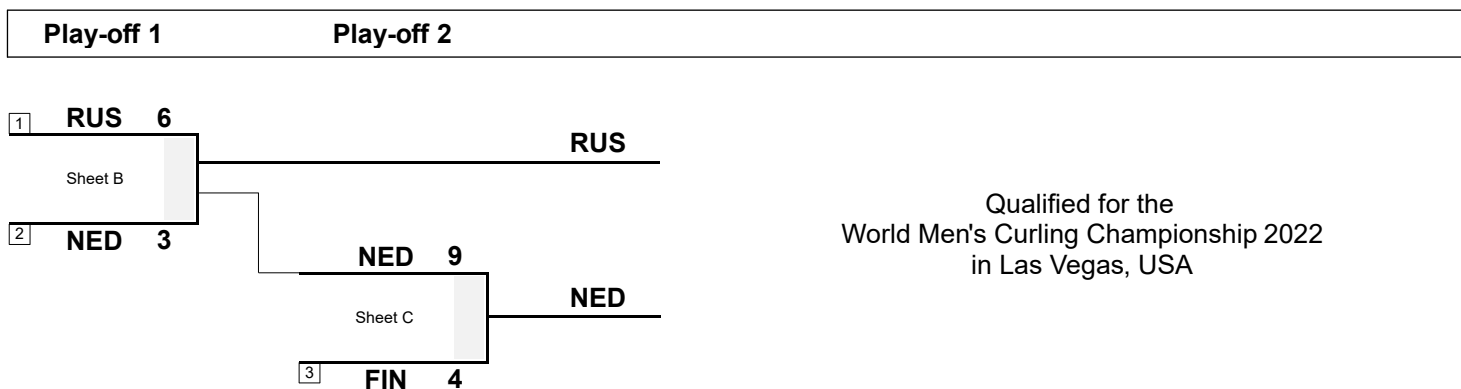 Play-off 1 Play-off 2
1 RUS 6
RUS
Sheet B
2 NED 3
Qualified for the
World Men's Curling Championship 2022
in Las Vegas, USA
NED 9
NED
Sheet C
3 FIN 4